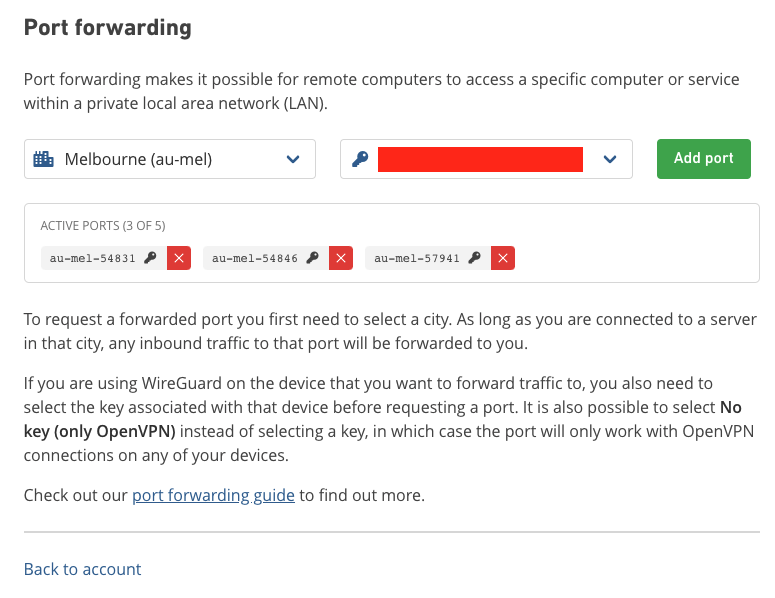 Port forwarding
Port forwarding makes it possible for remote computers to access a specific computer or service
within a private local area network (LAN).
Melbourne (au-mel)
Add port
ACTIVE PORTS (3 OF 5)
au-mel-54831 au-mel-54846 au-mel-57941
To request a forwarded port you first need to select a city. As long as you are connected to a server
in that city, any inbound traffic to that port will be forwarded to you.
If you are using WireGuard on the device that you want to forward traffic to, you also need to
select the key associated with that device before requesting a port. It is also possible to select No
key (only OpenVPN) instead of selecting a key, in which case the port will only work with OpenVPN
connections on any of your devices.
Check out our port forwarding guide to find out more.
Back to account